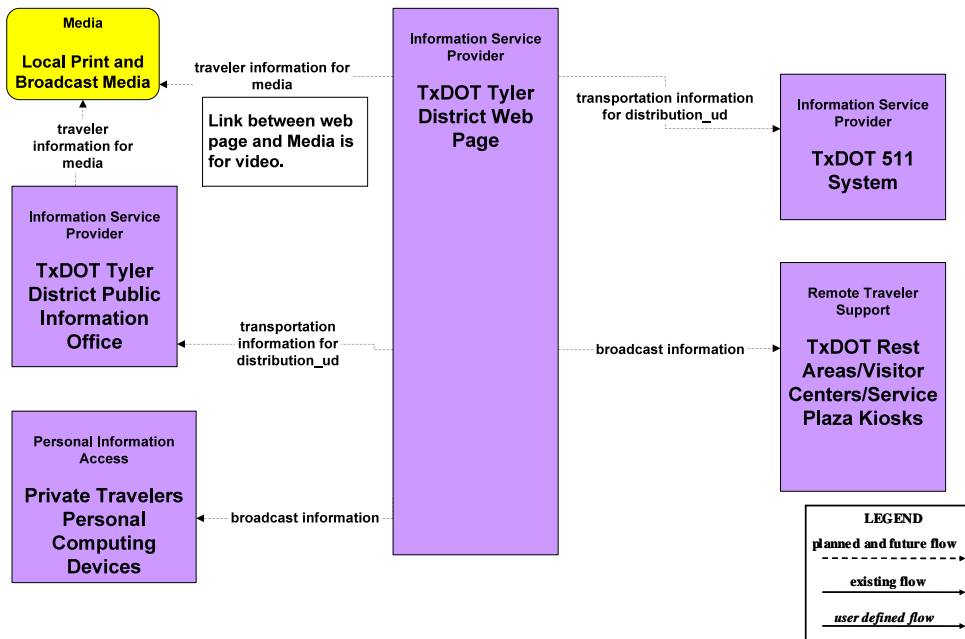 Media
Local Print and
Broadcast Media
traveler information for
media
Link between web
page and Media is
for video.
traveler
information for
media
Information Service
Provider
TxDOT Tyler
District Web
Page
transportation information
for distribution_ud
Information Service
Provider
TxDOT 511
System
Information Service
Provider
TxDOT Tyler
District Public
Information
Office
transportation
information for
distribution_ud
broadcast information
Remote Traveler
Support
TxDOT Rest
Areas/Visitor
Centers/Service
Plaza Kiosks
Personal Information
Access
Private Travelers
Personal
Computing
Devices
broadcast information
LEGEND
planned and future flow
existing flow
user defined flow